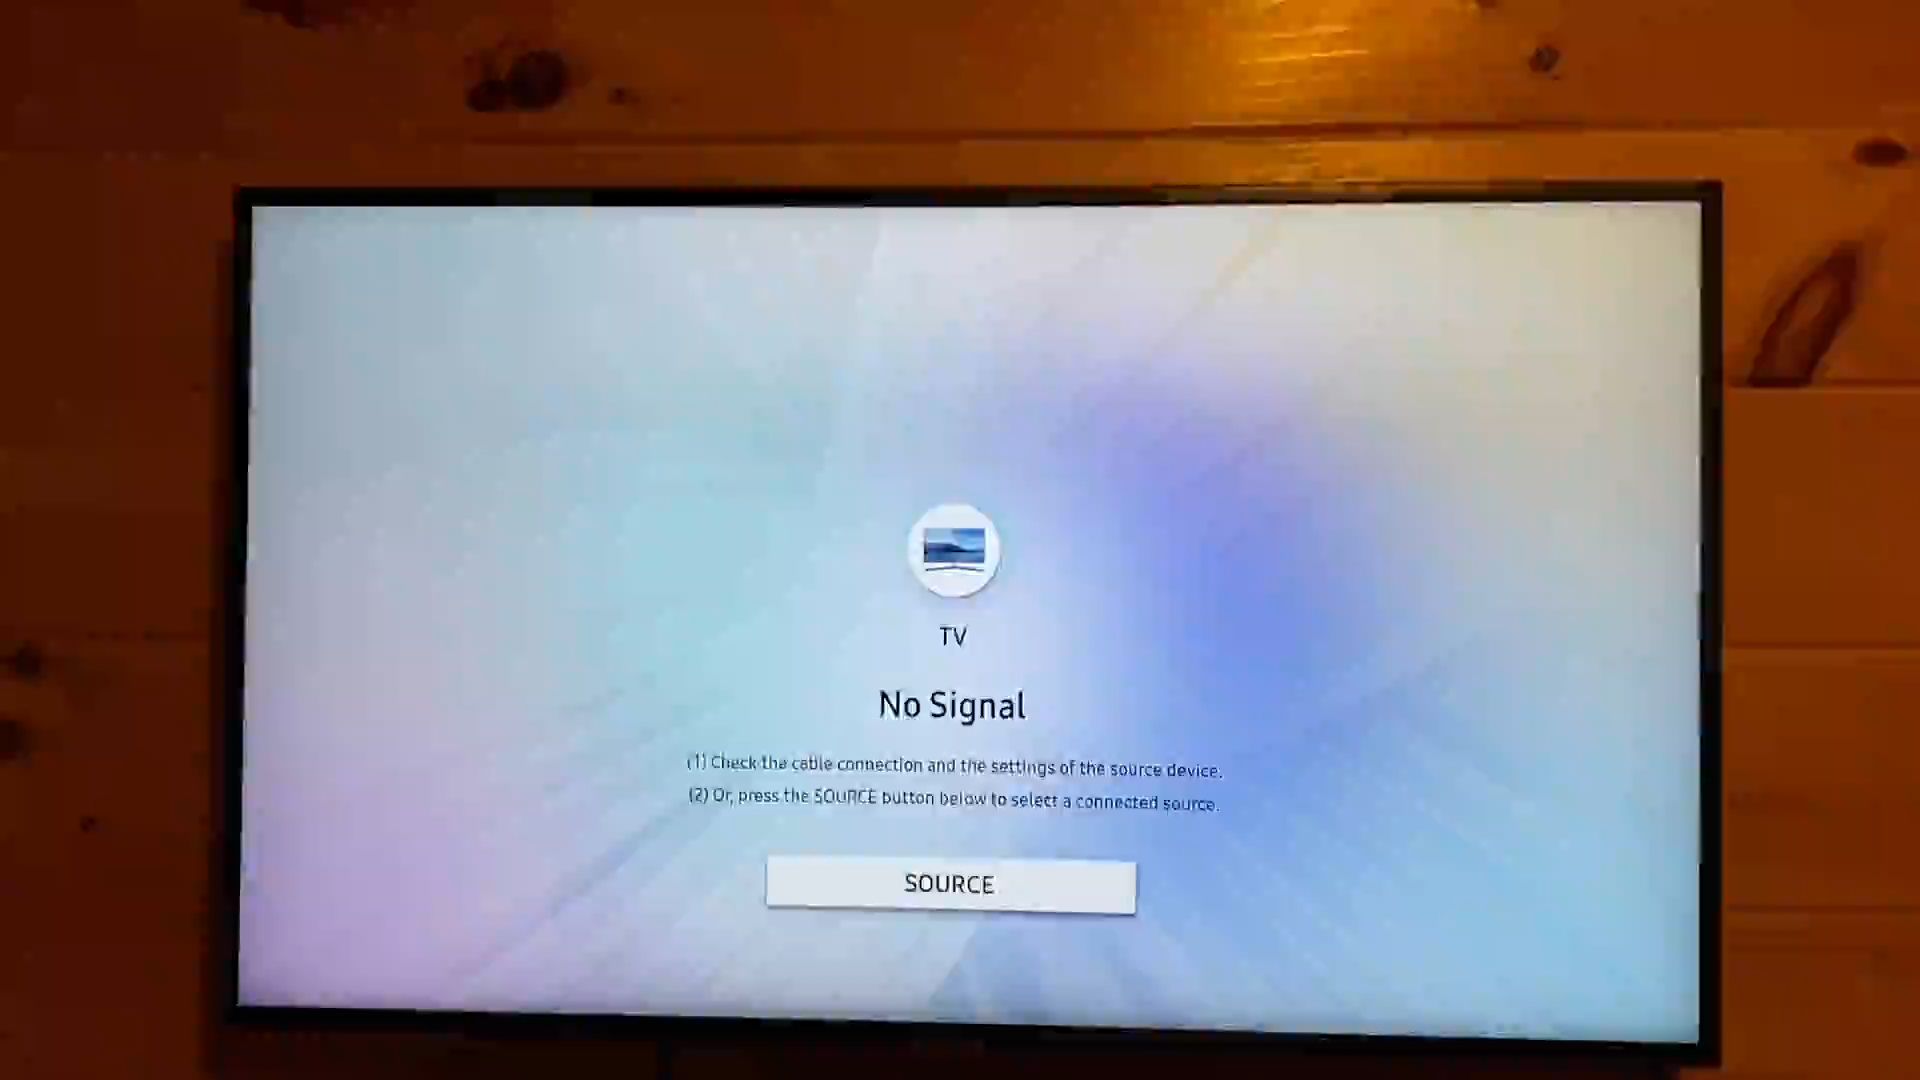 TV
No Signal
(1) Check the cable connection and the settings of the source device.
(2) Or, press the SOURCE button below to select a connected source.
SOURCE